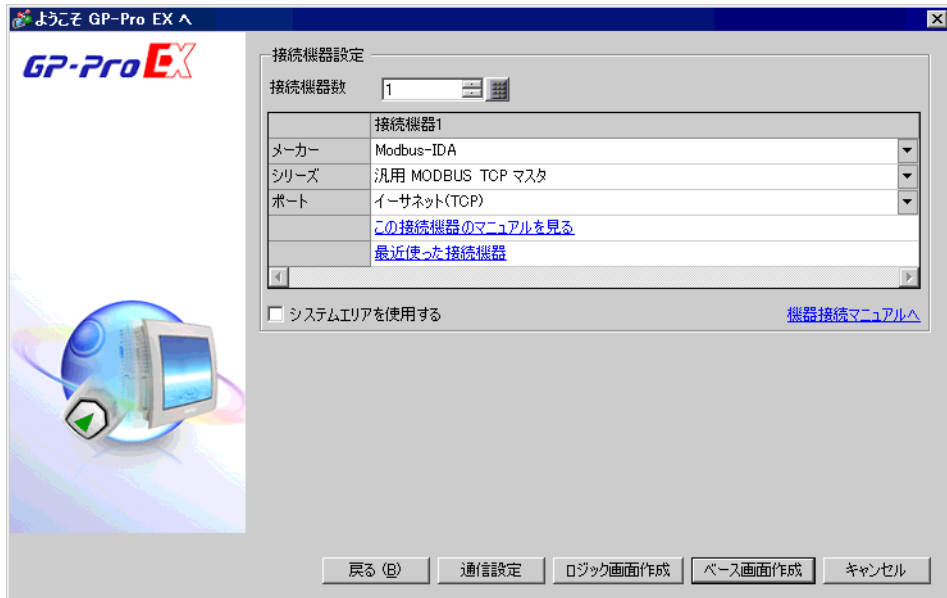 ようこそ GP-Pro EX へ
GP-Pro EX
接続機器設定
接続機器数 1
接続機器1
メーカー Modbus-IDA
シリーズ 汎用 MODBUS TCP マスタ
ポート イーサネット(TCP)
この接続機器のマニュアルを見る
最近使った接続機器
システムエリアを使用する 機器接続マニュアルへ
戻る (B) 通信設定 ロジック画面作成 ベース画面作成 キャンセル